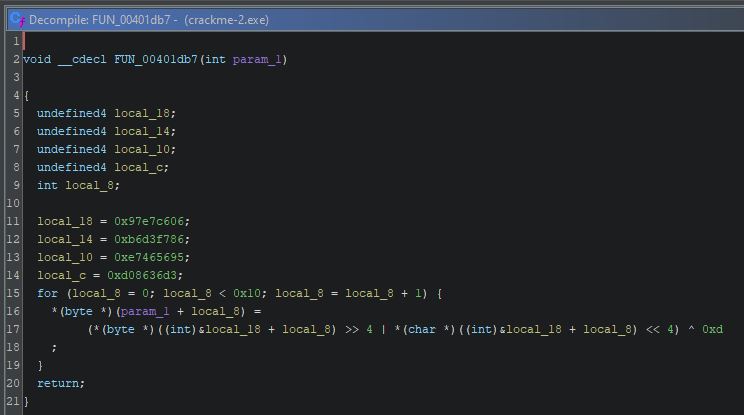 Decompile: FUN_00401db7 - (crackme-2.exe)
1
2 void __cdecl FUN_00401db7(int param_1)
3
4 {
5 undefined4 local_18;
6 undefined4 local_14;
7 undefined4 local_10;
8 undefined4 local_c;
9 int local_8;
10
11 local_18 = 0x97e7c606;
12 local_14 = 0xb6d3f786;
13 local_10 = 0xe7465695;
14 local_c = 0xd08636d3;
15 for (local_8 = 0; local_8 < 0x10; local_8 = local_8 + 1) {
16 *(byte *)(param_1 + local_8) =
17 (*(byte *)((int)&local_18 + local_8) >> 4 | *(char *)((int)&local_18 + local_8) << 4) ^ 0xd
18 ;
19 }
20 return;
21 }